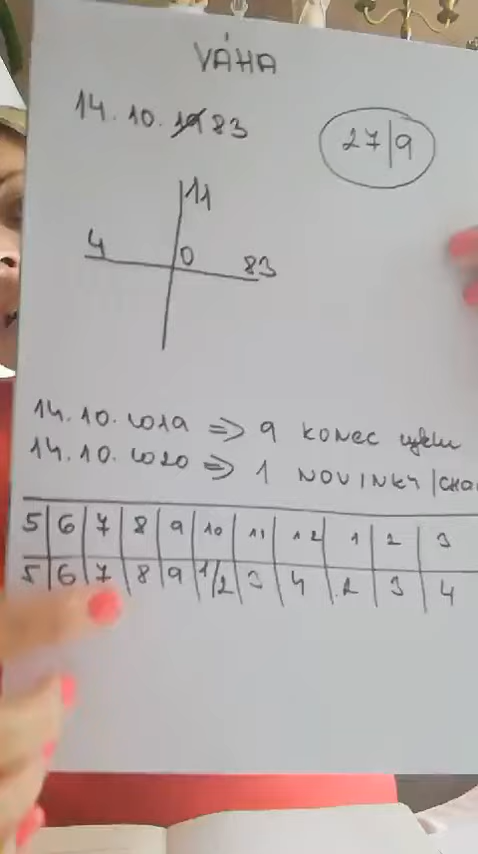 VÁHA
14. 10. 1983
27|9
11
4 0 83
14.10.2019 => 9 KONEC cyklu
14.10.2020 => 1 NOVINKY/CHA
5 6 7 8 9 10 11 12 1 2 3
5 6 7 8 9 1/2 3 4 2 3 4